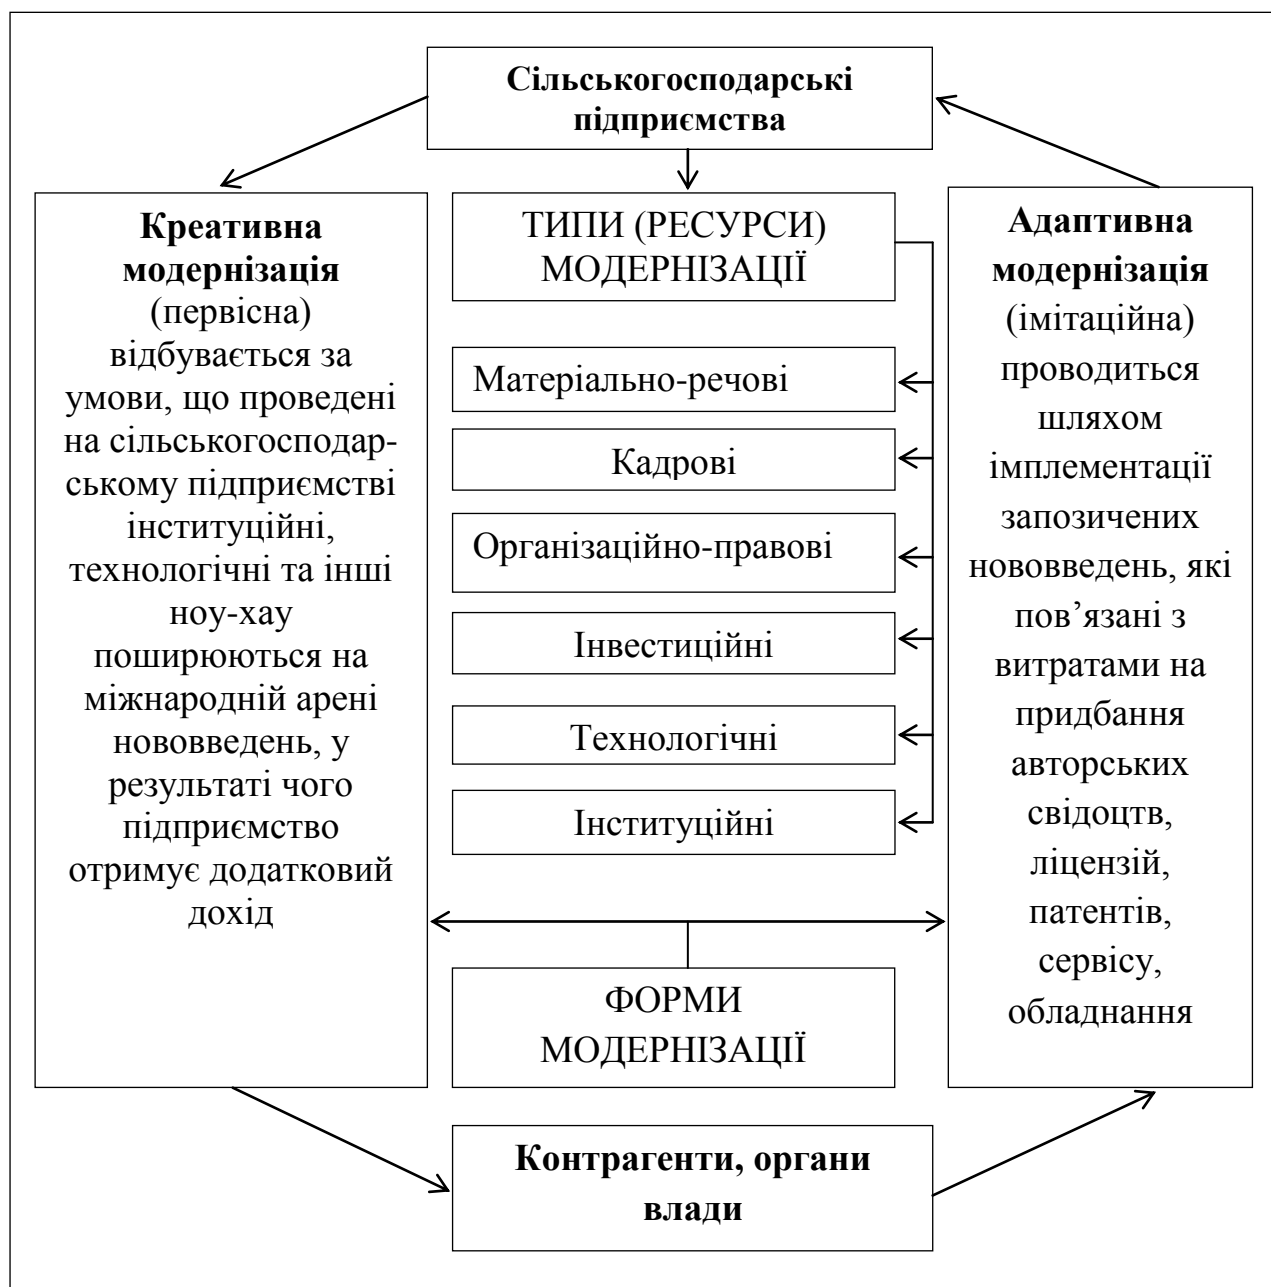 Сільськогосподарські
підприємства
Креативна
модернізація
(первісна)
відбувається за
умови, що проведені
на сільськогосподар-
ському підприємстві
інституційні,
технологічні та інші
ноу-хау
поширюються на
міжнародній арені
нововведень, у
результаті чого
підприємство
отримує додатковий
дохід
ТИПИ (РЕСУРСИ)
МОДЕРНІЗАЦІЇ
Матеріально-речові
Кадрові
Організаційно-правові
Інвестиційні
Технологічні
Інституційні
ФОРМИ
МОДЕРНІЗАЦІЇ
Адаптивна
модернізація
(імітаційна)
проводиться
шляхом
імплементації
запозичених
нововведень, які
пов’язані з
витратами на
придбання
авторських
свідоцтв,
ліцензій,
патентів,
сервісу,
обладнання
Контрагенти, органи
влади